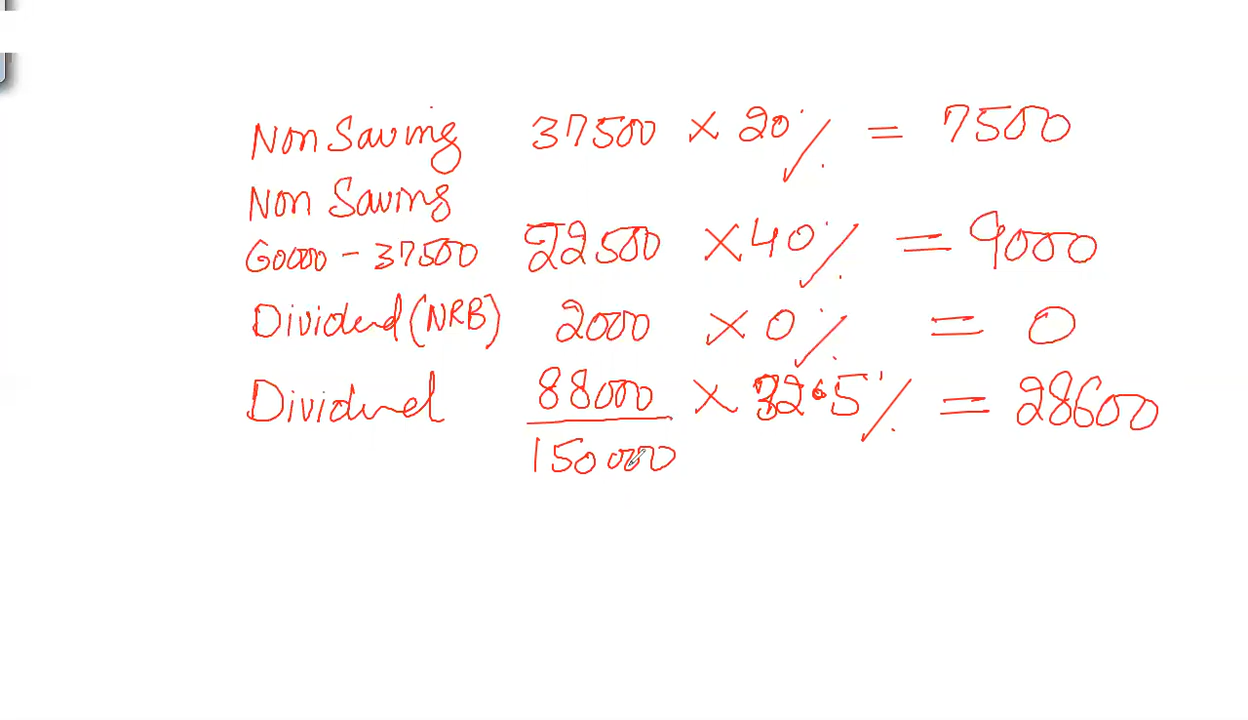 Non Saving 37500 × 20% = 7500
Non Saving
60000 - 37500 22500 × 40% = 9000
Dividend (NRB) 2000 × 0% = 0
Dividend 88000 × 32.5% = 28600
150000